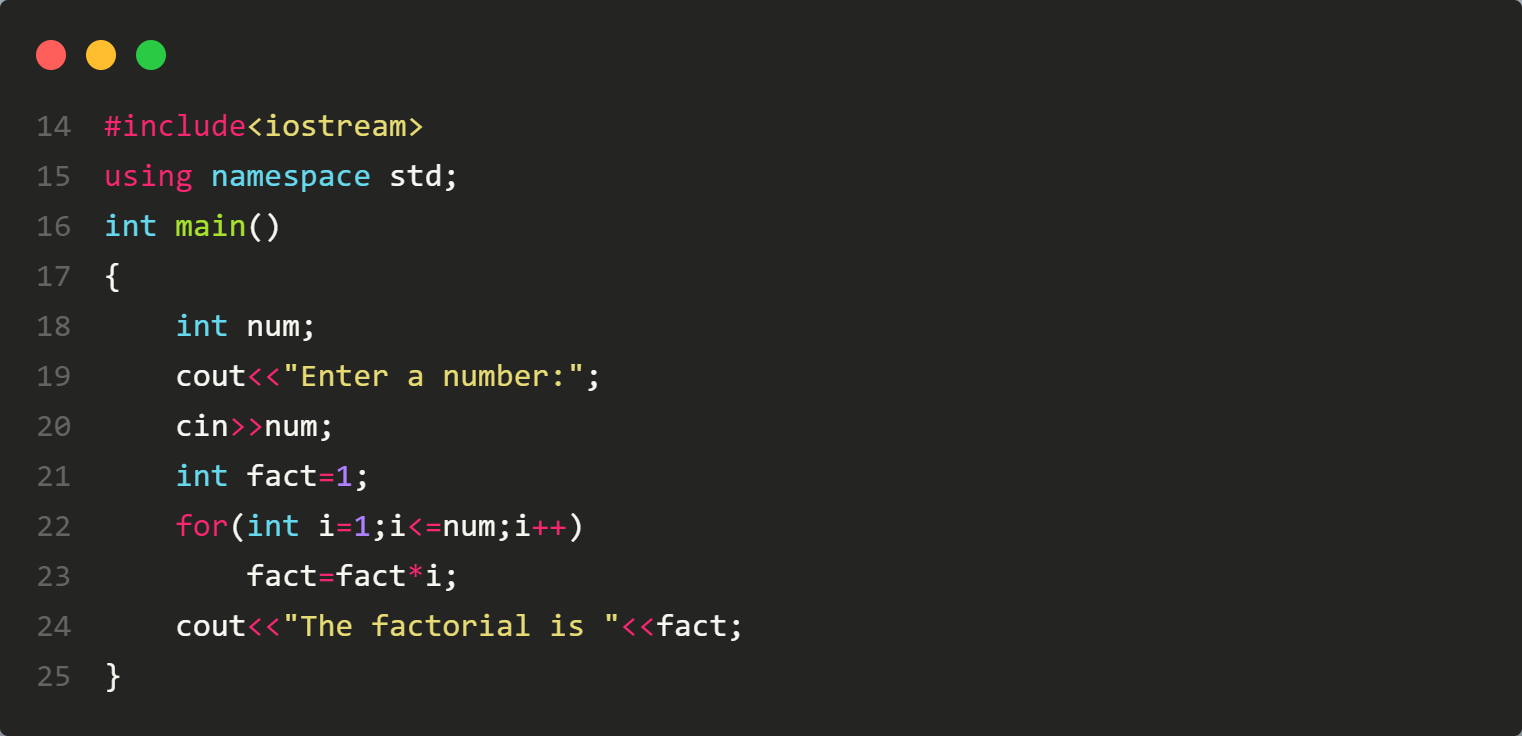 14 #include<iostream>
15 using namespace std;
16 int main()
17 {
18     int num;
19     cout<<"Enter a number:";
20     cin>>num;
21     int fact=1;
22     for(int i=1;i<=num;i++)
23         fact=fact*i;
24     cout<<"The factorial is "<<fact;
25 }